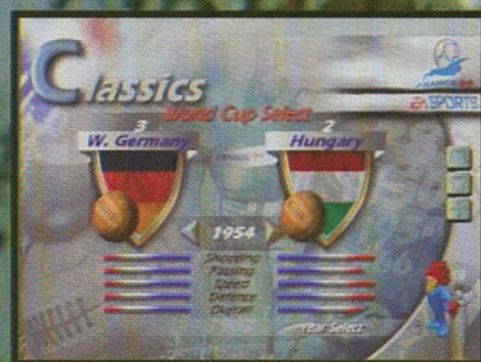 Classics
World Cup Select
FRANCE 98
EA SPORTS
3
2
W. Germany
Hungary
1954
Shooting
Passing
Speed
Defence
Overall
Year Select